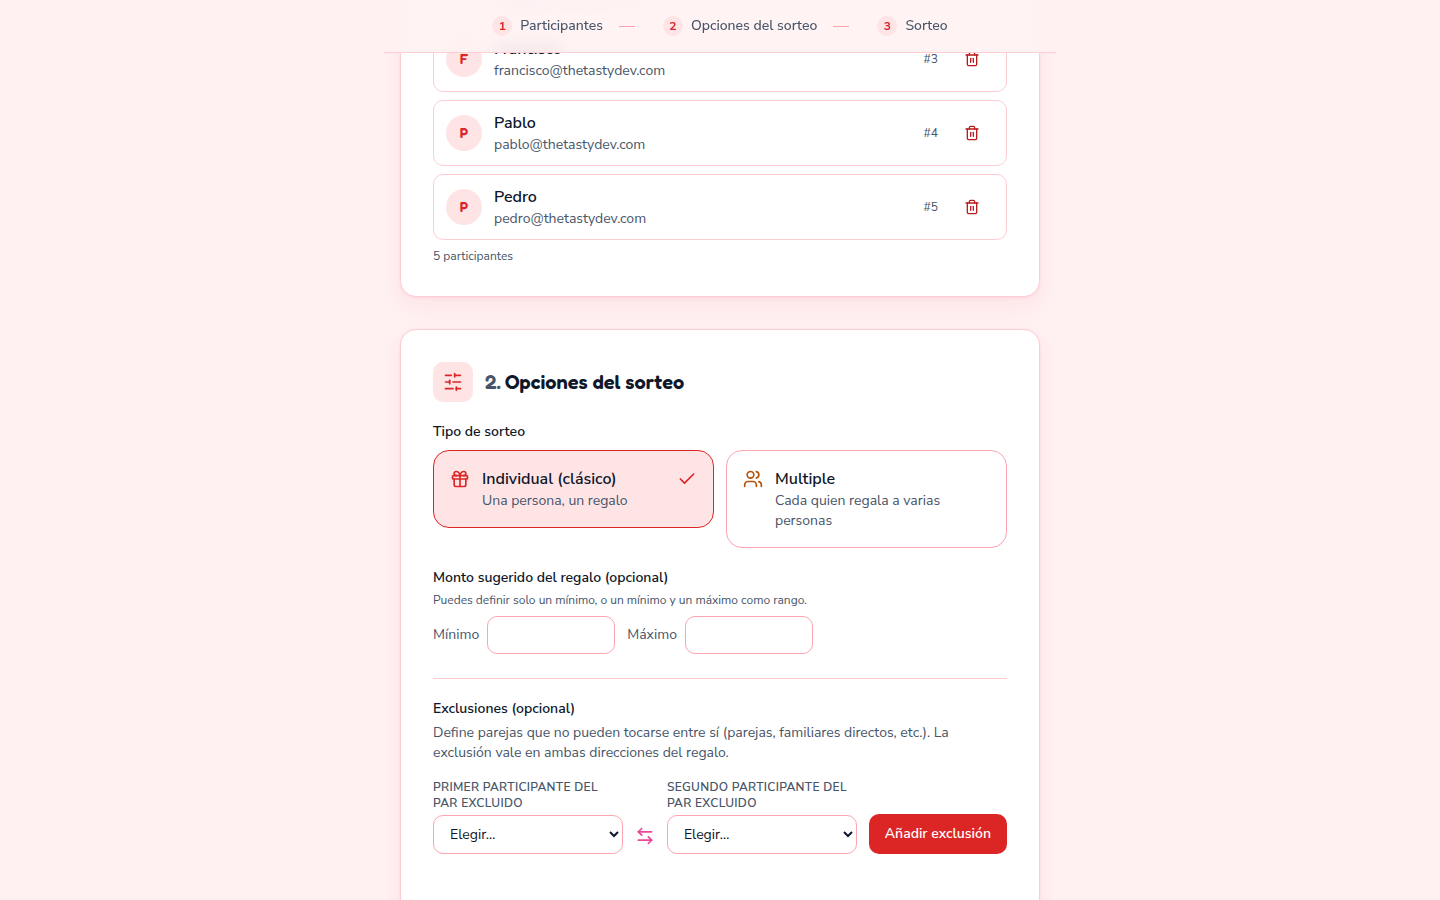 1 Participantes
2 Opciones del sorteo
3 Sorteo
F
francisco@thetastydev.com
#3
P
Pablo
pablo@thetastydev.com
#4
P
Pedro
pedro@thetastydev.com
#5
5 participantes
2. Opciones del sorteo
Tipo de sorteo
Individual (clásico)
Una persona, un regalo
Multiple
Cada quien regala a varias
personas
Monto sugerido del regalo (opcional)
Puedes definir solo un mínimo, o un mínimo y un máximo como rango.
Mínimo
Máximo
Exclusiones (opcional)
Define parejas que no pueden tocarse entre sí (parejas, familiares directos, etc.). La
exclusión vale en ambas direcciones del regalo.
PRIMER PARTICIPANTE DEL
PAR EXCLUIDO
Elegir...
SEGUNDO PARTICIPANTE DEL
PAR EXCLUIDO
Elegir...
Añadir exclusión